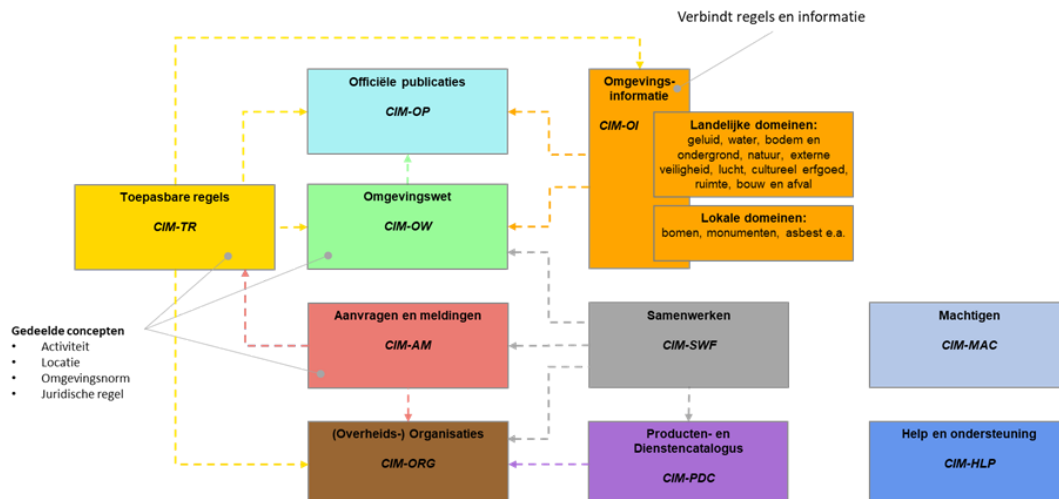 Verbindt regels en informatie
Officiële publicaties
CIM-OP
Omgevings-
informatie
CIM-OI
Landelijke domeinen:
geluid, water, bodem en
ondergrond, natuur, externe
veiligheid, lucht, cultureel erfgoed,
ruimte, bouw en afval
Lokale domeinen:
bomen, monumenten, asbest e.a.
Toepasbare regels
CIM-TR
Omgevingswet
CIM-OW
Gedeelde concepten
• Activiteit
• Locatie
• Omgevingsnorm
• Juridische regel
Aanvragen en meldingen
CIM-AM
Samenwerken
CIM-SWF
Machtigen
CIM-MAC
(Overheids-) Organisaties
CIM-ORG
Producten- en
Dienstencatalogus
CIM-PDC
Help en ondersteuning
CIM-HLP